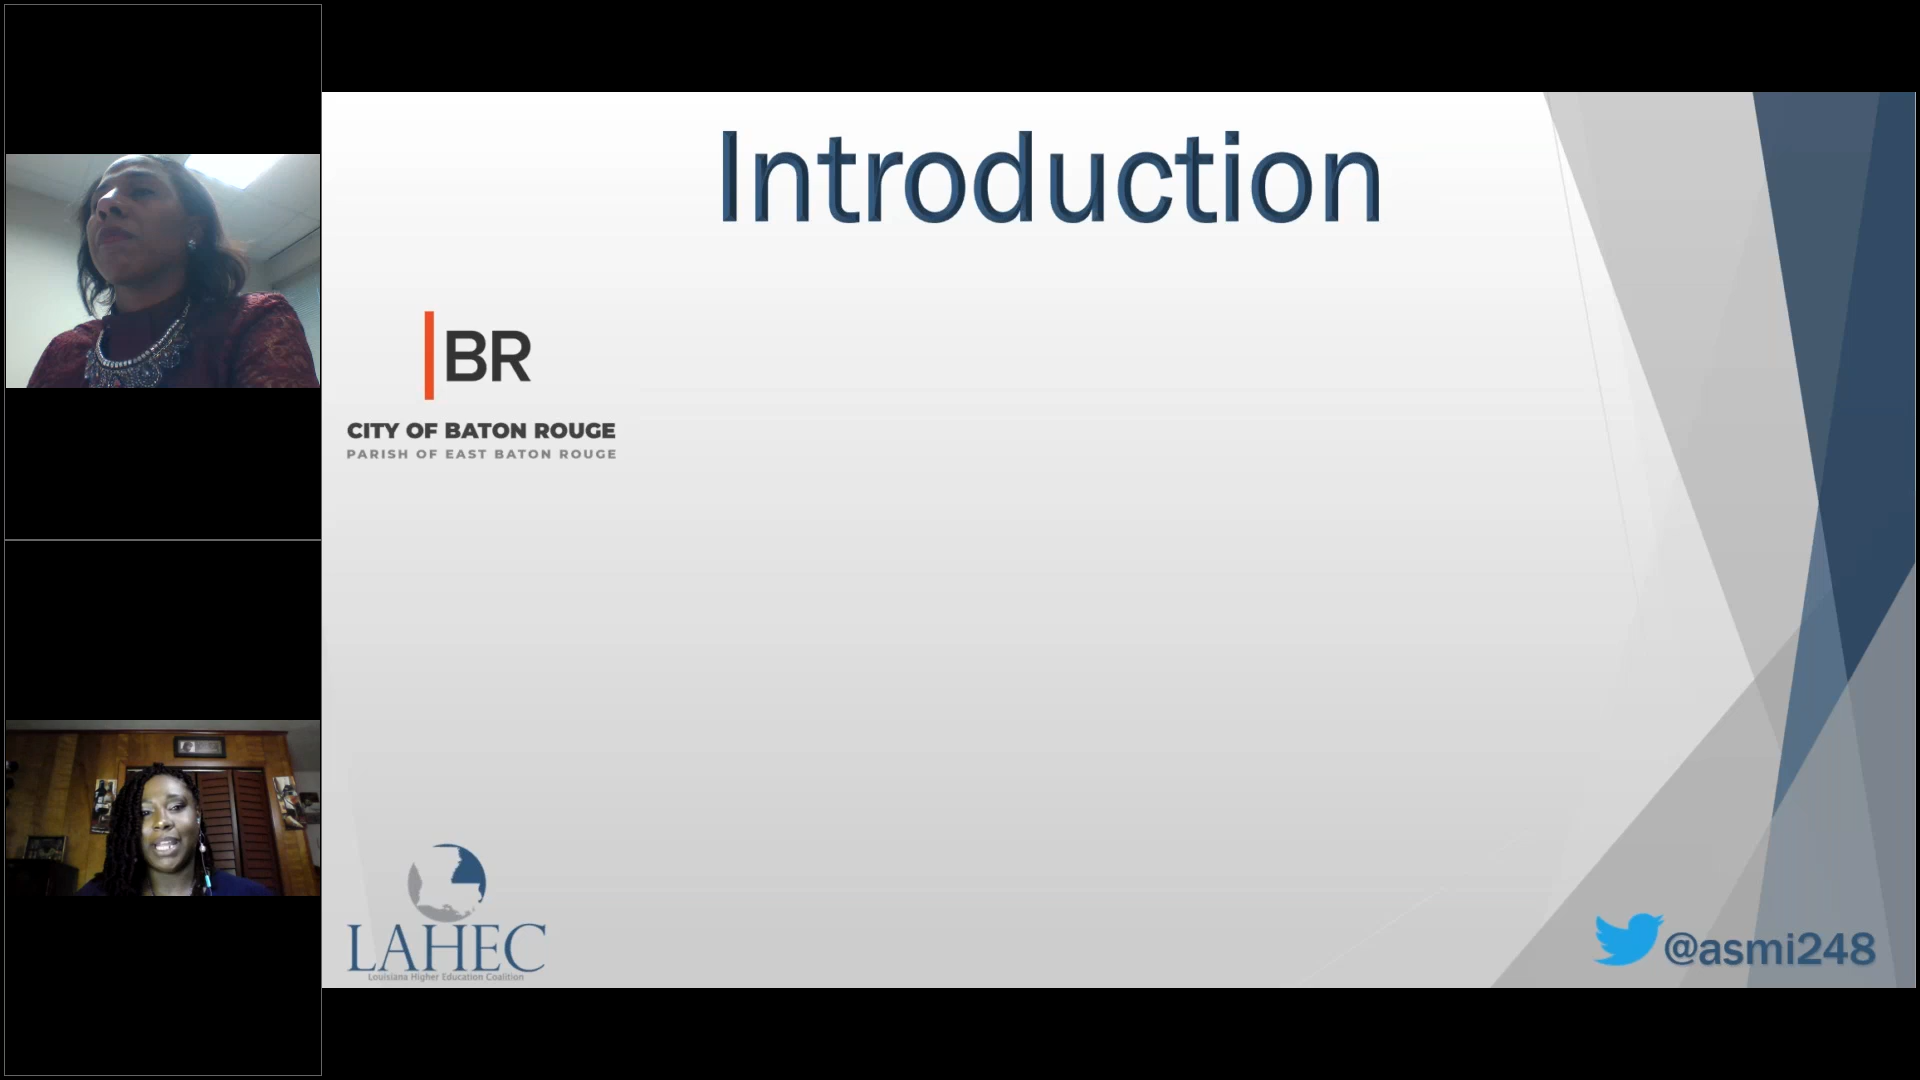 Introduction
BR
CITY OF BATON ROUGE
PARISH OF EAST BATON ROUGE
LAHEC
Louisiana Higher Education Coalition
@asmi248